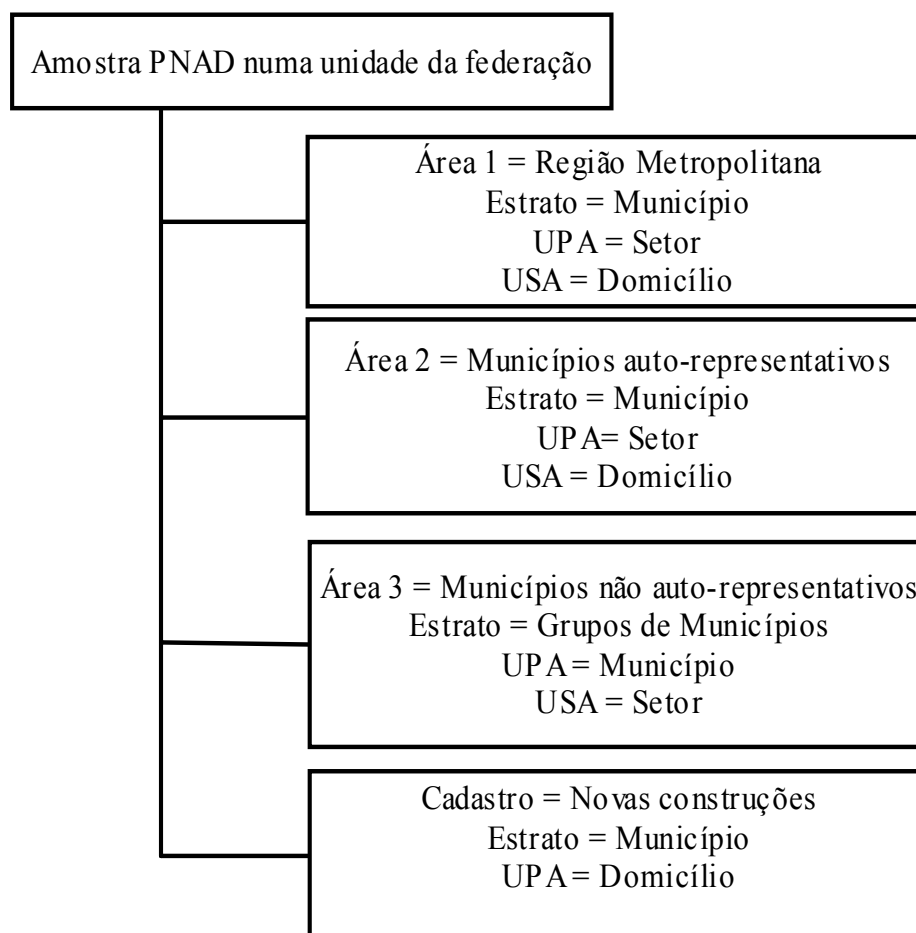 Amostra PNAD numa unidade da federação
Área 1 = Região Metropolitana
Estrato = Município
UPA = Setor
USA = Domicílio
Área 2 = Municípios auto-representativos
Estrato = Município
UPA= Setor
USA = Domicílio
Área 3 = Municípios não auto-representativos
Estrato = Grupos de Municípios
UPA = Município
USA = Setor
Cadastro = Novas construções
Estrato = Município
UPA = Domicílio